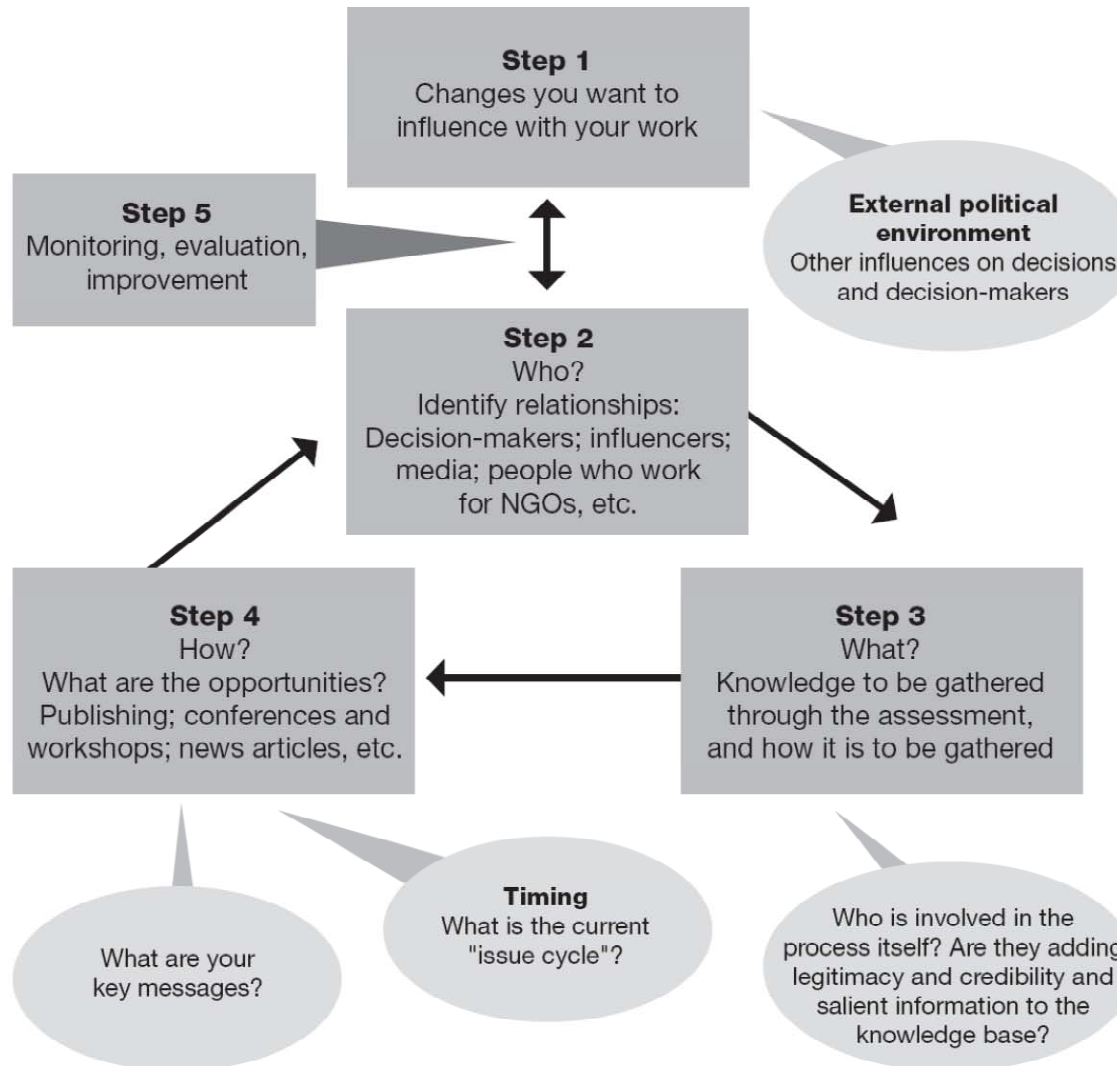 Step 1
Changes you want to
influence with your work
External political
environment
Other influences on decisions
and decision-makers
Step 5
Monitoring, evaluation,
improvement
Step 2
Who?
Identify relationships:
Decision-makers; influencers;
media; people who work
for NGOs, etc.
Step 4
How?
What are the opportunities?
Publishing; conferences and
workshops; news articles, etc.
Step 3
What?
Knowledge to be gathered
through the assessment,
and how it is to be gathered
What are your
key messages?
Timing
What is the current
"issue cycle"?
Who is involved in the
process itself? Are they adding
legitimacy and credibility and
salient information to the
knowledge base?